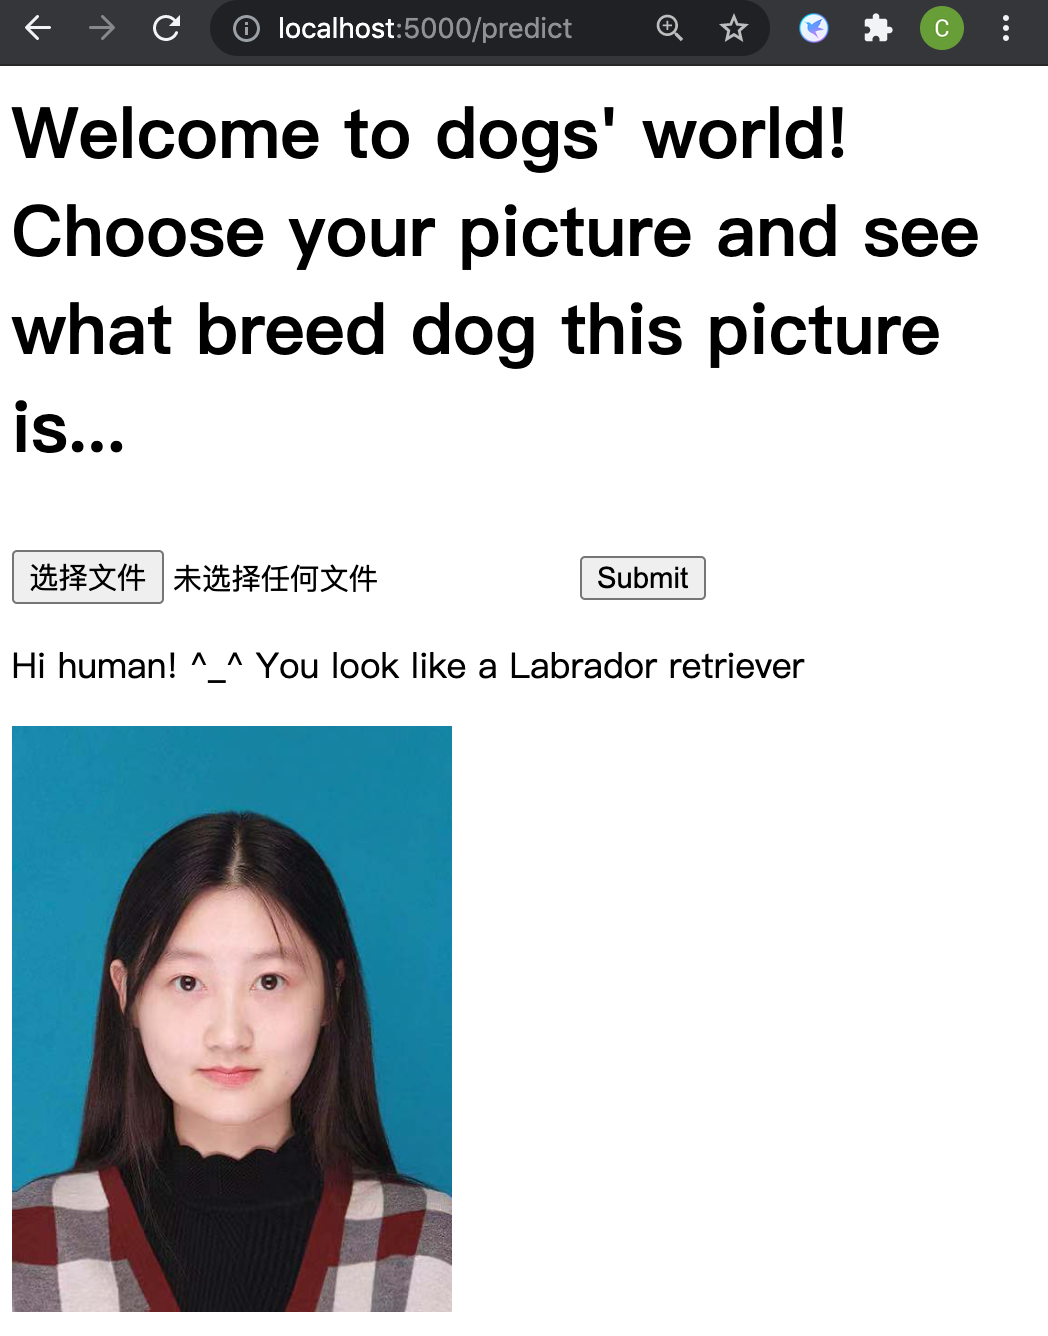 localhost:5000/predict
C
Welcome to dogs' world!
Choose your picture and see
what breed dog this picture
is...
选择文件 未选择任何文件 Submit
Hi human! ^_^ You look like a Labrador retriever